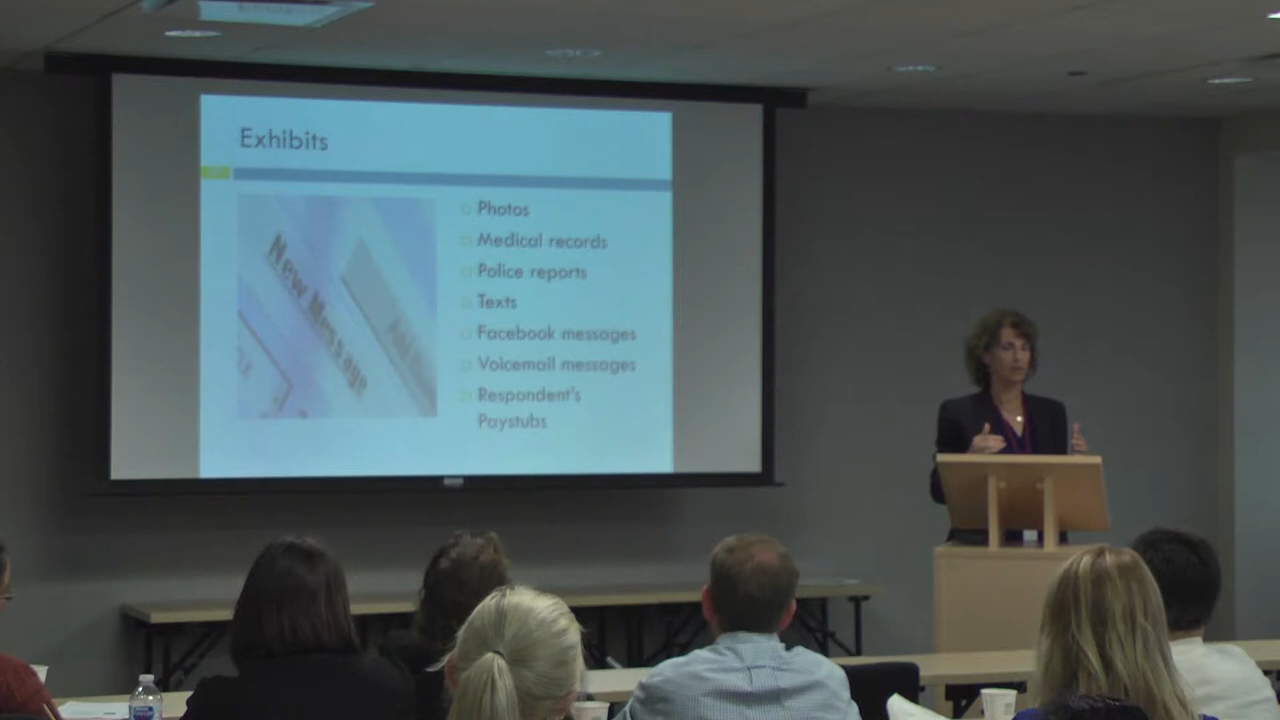 Exhibits
New Message
Photos
Medical records
Police reports
Texts
Facebook messages
Voicemail messages
Respondent's
Paystubs